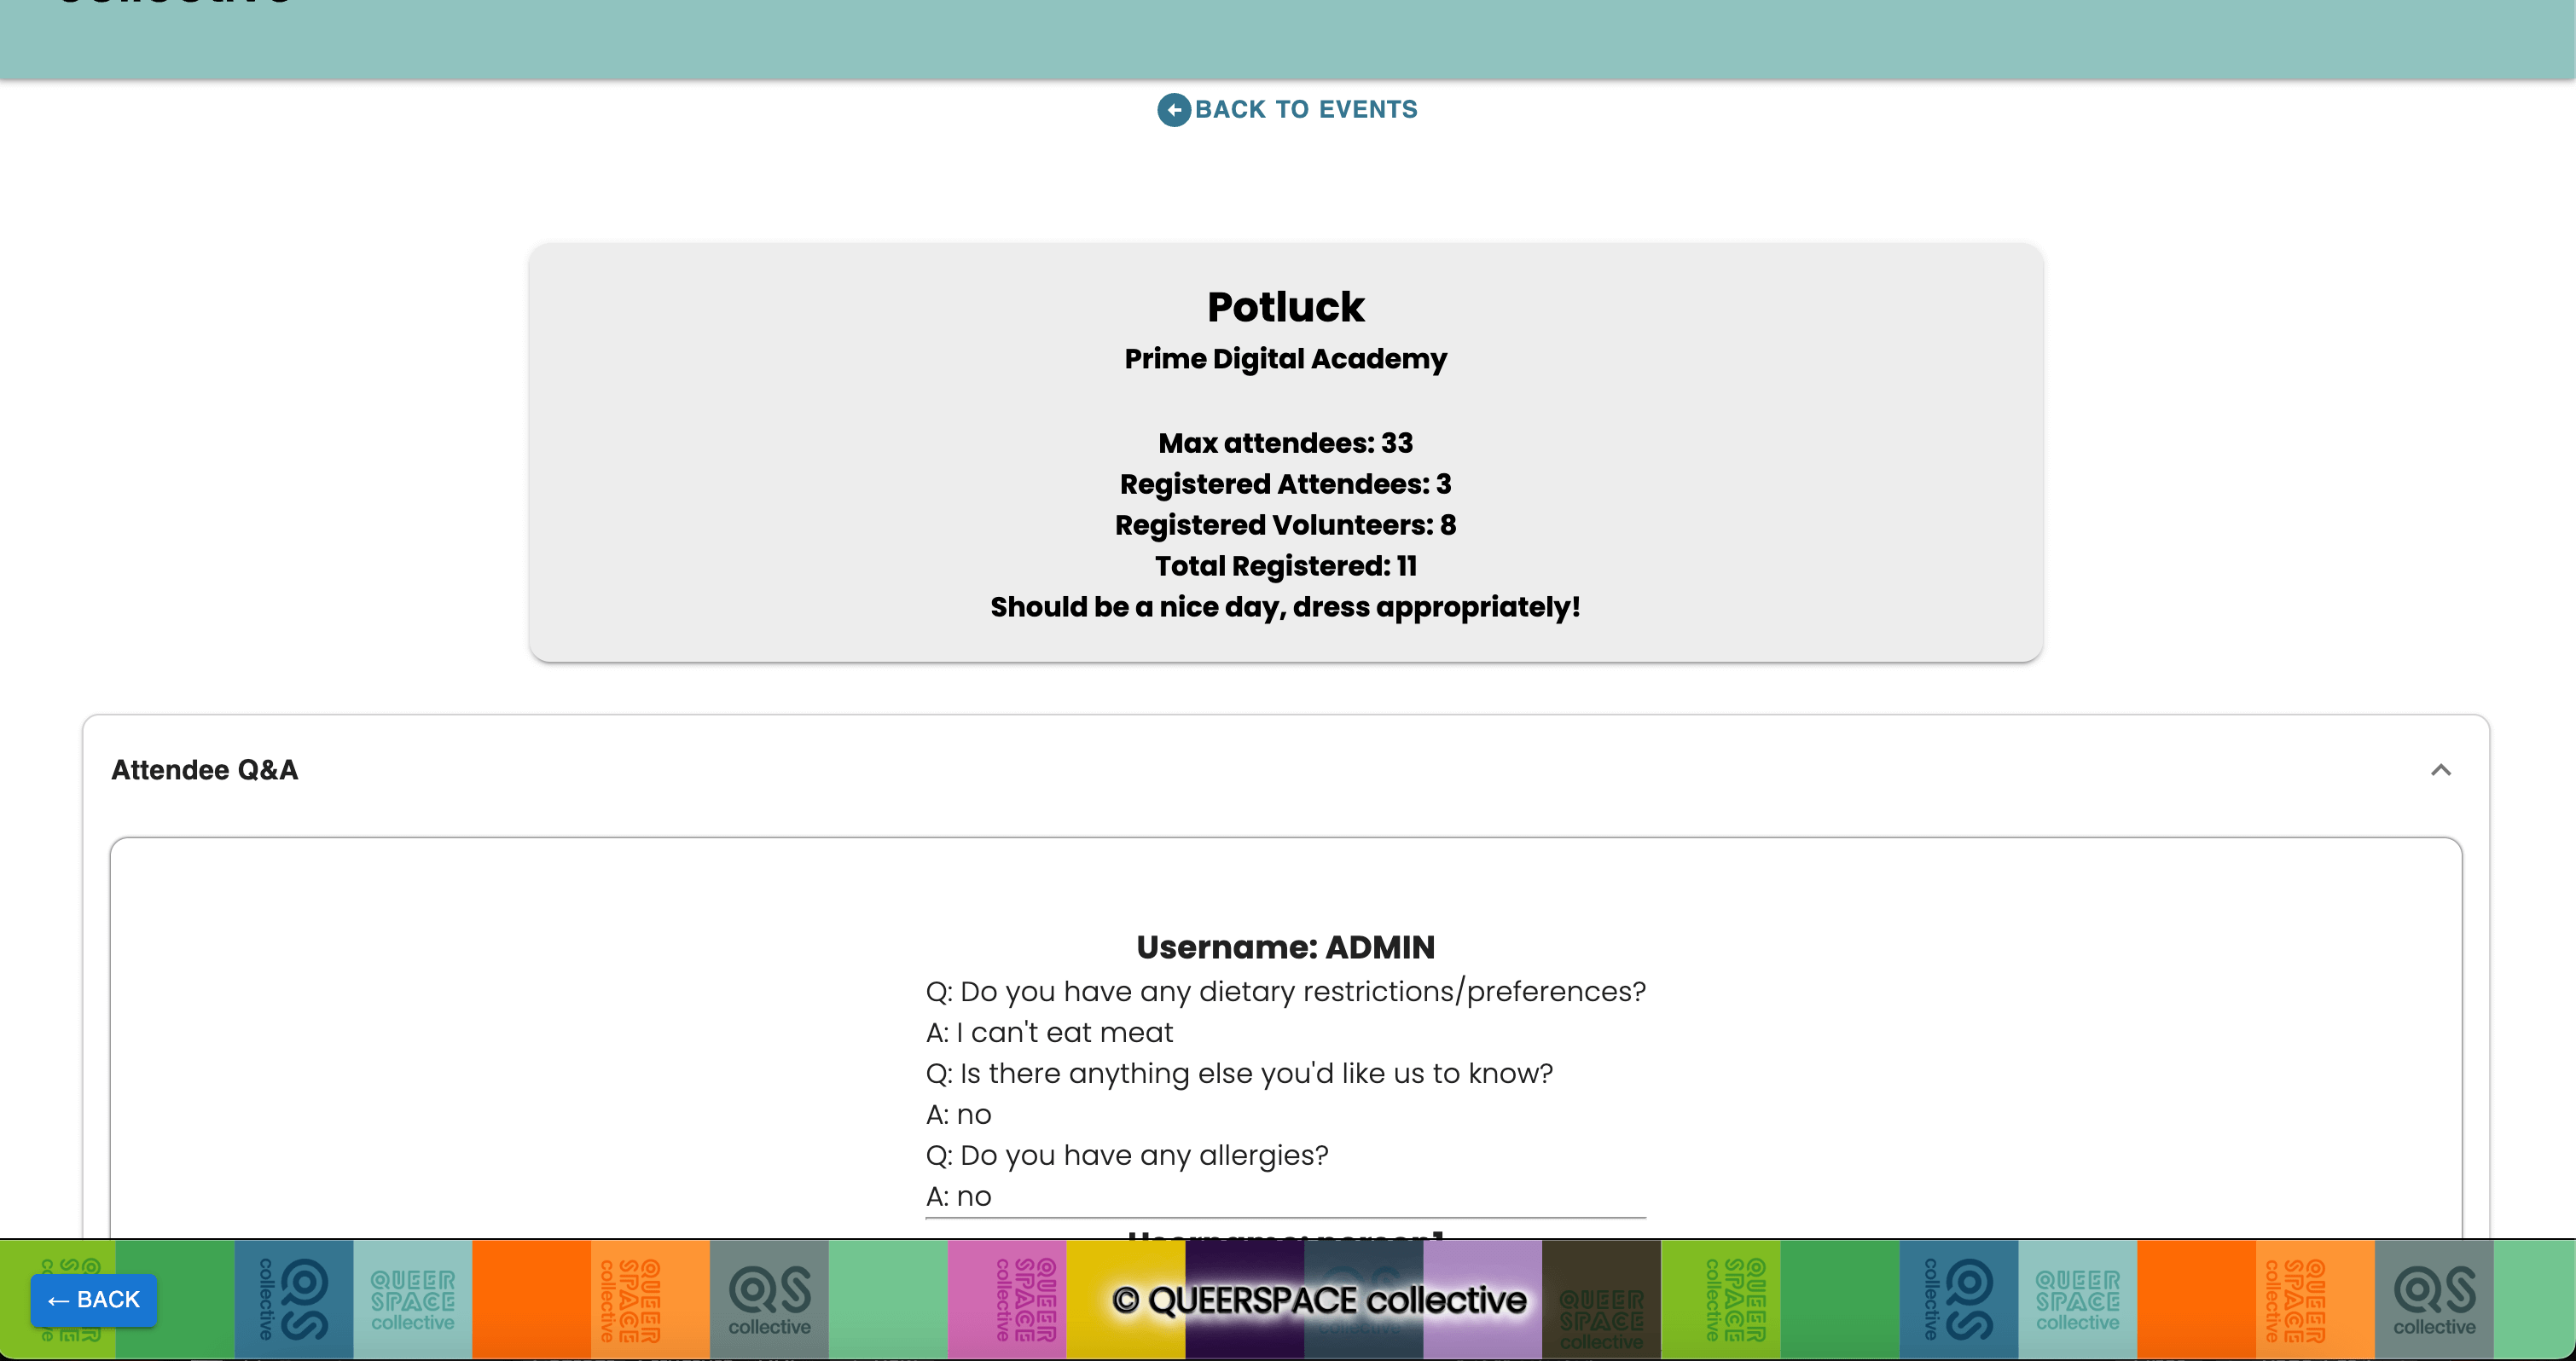 collective
BACK TO EVENTS
Potluck
Prime Digital Academy
Max attendees: 33
Registered Attendees: 3
Registered Volunteers: 8
Total Registered: 11
Should be a nice day, dress appropriately!
Attendee Q&A
Username: ADMIN
Q: Do you have any dietary restrictions/preferences?
A: I can't eat meat
Q: Is there anything else you'd like us to know?
A: no
Q: Do you have any allergies?
A: no
Username: person1
← BACK
QS
collective
QUEER
SPACE
collective
QUEER
SPACE
collective
QS
collective
QUEER
SPACE
collective
© QUEERSPACE collective
QUEER
SPACE
collective
QUEER
SPACE
collective
QS
collective
QUEER
SPACE
collective
QUEER
SPACE
collective
QS
collective